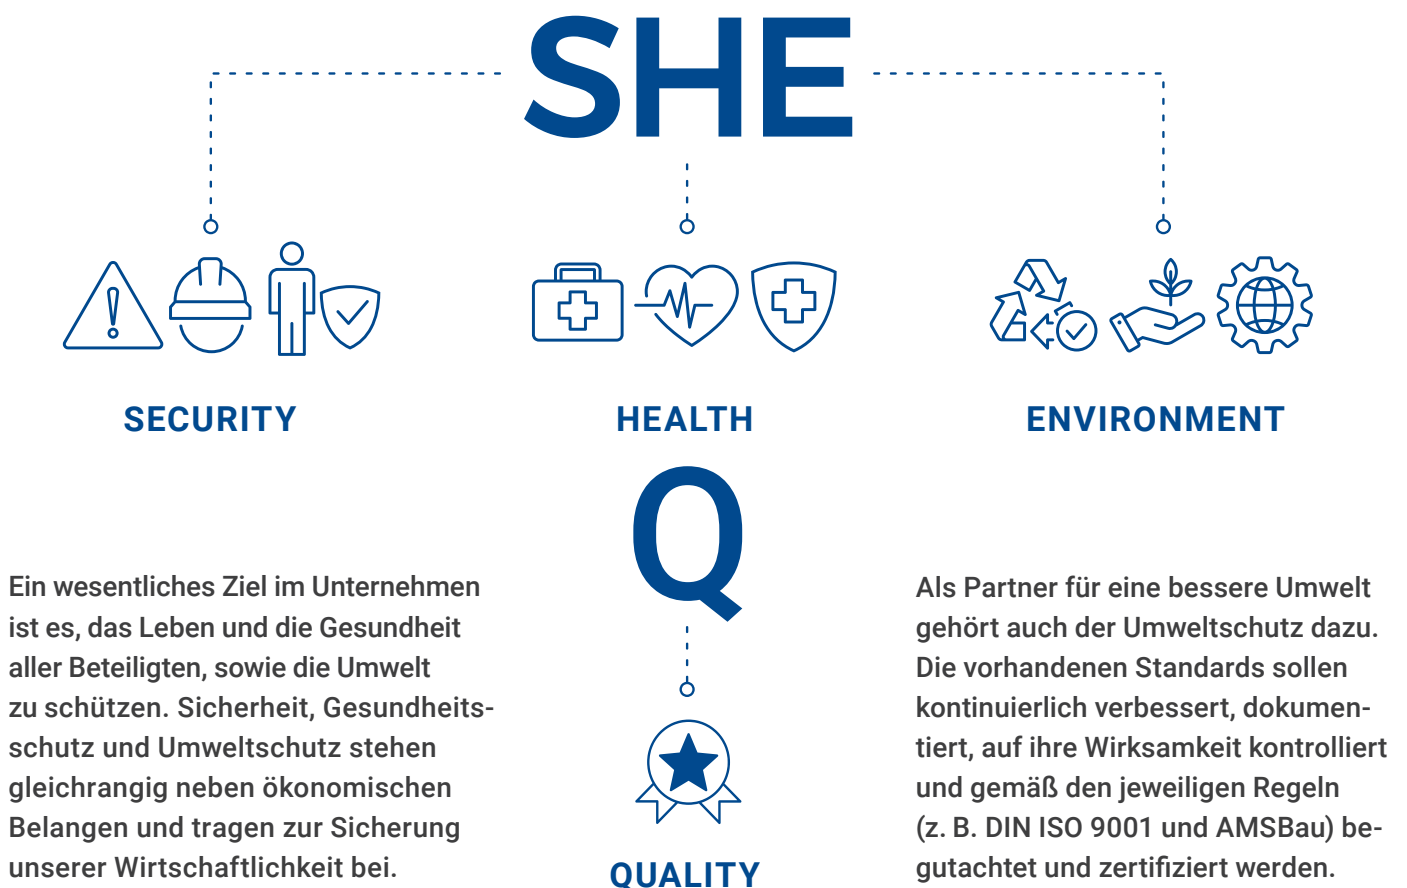 SHE
SECURITY
HEALTH
ENVIRONMENT
Q
QUALITY
Ein wesentliches Ziel im Unternehmen
ist es, das Leben und die Gesundheit
aller Beteiligten, sowie die Umwelt
zu schützen. Sicherheit, Gesundheits-
schutz und Umweltschutz stehen
gleichrangig neben ökonomischen
Belangen und tragen zur Sicherung
unserer Wirtschaftlichkeit bei.
Als Partner für eine bessere Umwelt
gehört auch der Umweltschutz dazu.
Die vorhandenen Standards sollen
kontinuierlich verbessert, dokumen-
tiert, auf ihre Wirksamkeit kontrolliert
und gemäß den jeweiligen Regeln
(z. B. DIN ISO 9001 und AMSBau) be-
gutachtet und zertifiziert werden.